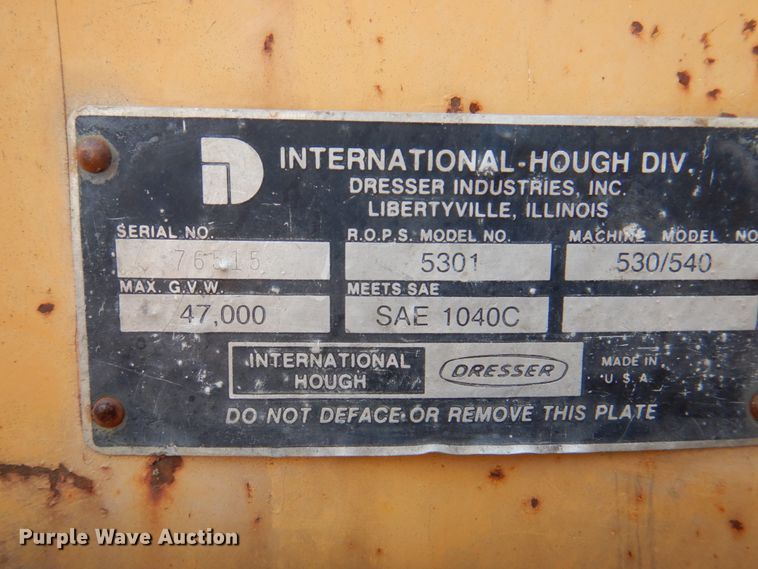 INTERNATIONAL-HOUGH DIV.
DRESSER INDUSTRIES, INC.
LIBERTYVILLE, ILLINOIS
SERIAL NO. R.O.P.S. MODEL NO. MACHINE MODEL NO
76515 5301 530/540
MAX. G.V.W. MEETS SAE
47,000 SAE 1040C
INTERNATIONAL HOUGH DRESSER MADE IN U.S.A.
DO NOT DEFACE OR REMOVE THIS PLATE
Purple Wave Auction